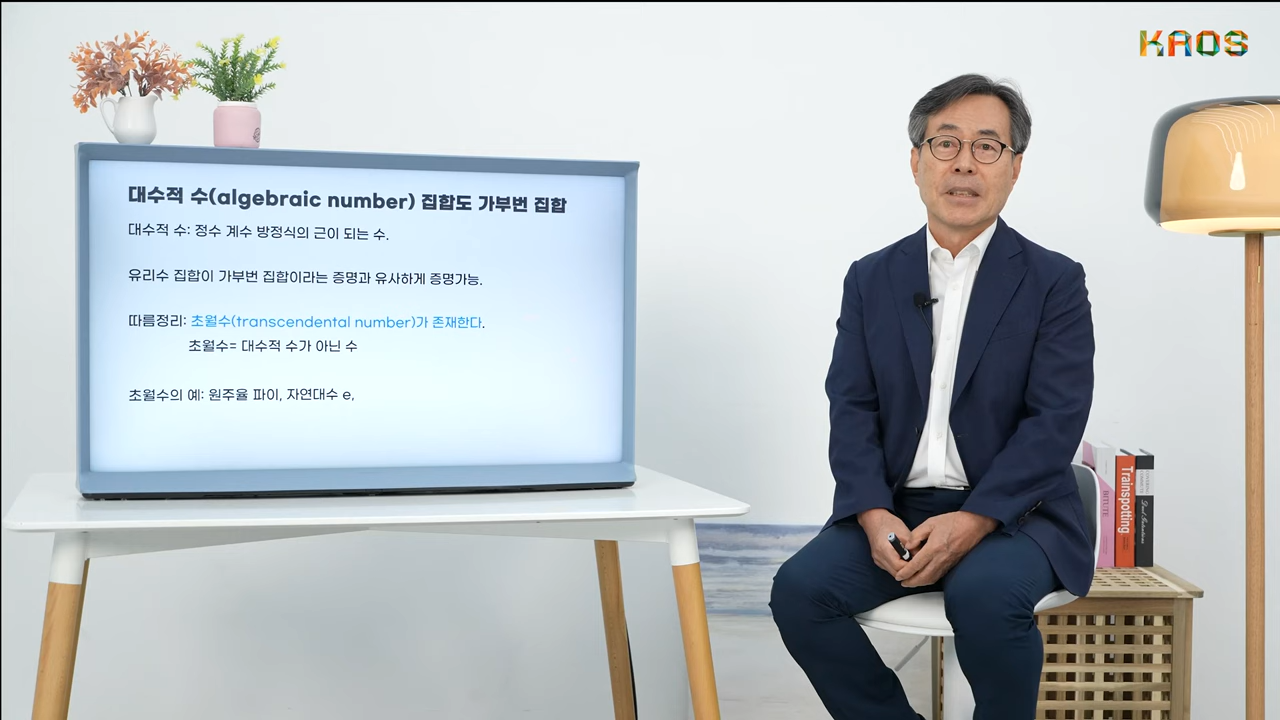 KAOS
대수적 수(algebraic number) 집합도 가부번 집합
대수적 수: 정수 계수 방정식의 근이 되는 수.
유리수 집합이 가부번 집합이라는 증명과 유사하게 증명가능.
따름정리: 초월수(transcendental number)가 존재한다.
초월수= 대수적 수가 아닌 수
초월수의 예: 원주율 파이, 자연대수 e,
Trainspotting